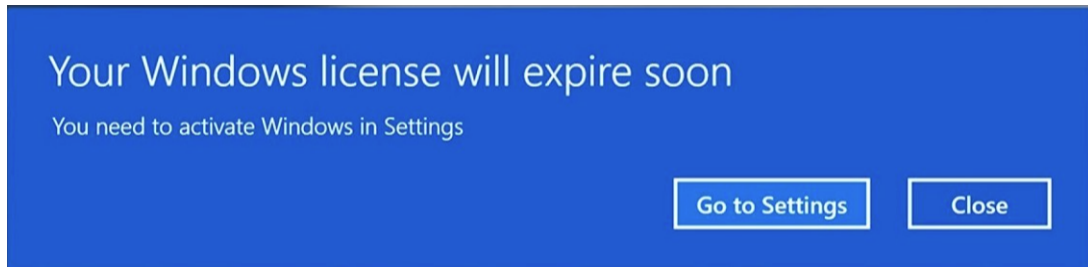 Your Windows license will expire soon
You need to activate Windows in Settings
Go to Settings
Close